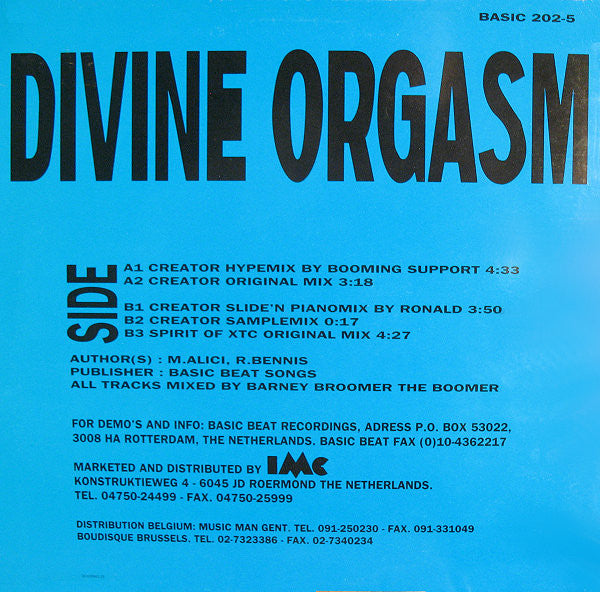 BASIC 202-5
DIVINE ORGASM
SIDE
A1 CREATOR HYPEMIX BY BOOMING SUPPORT 4:33
A2 CREATOR ORIGINAL MIX 3:18
B1 CREATOR SLIDE'N PIANOMIX BY RONALD 3:50
B2 CREATOR SAMPLEMIX 0:17
B3 SPIRIT OF XTC ORIGINAL MIX 4:27
AUTHOR(S) : M.ALICI, R.BENNIS
PUBLISHER : BASIC BEAT SONGS
ALL TRACKS MIXED BY BARNEY BROOMER THE BOOMER
FOR DEMO'S AND INFO: BASIC BEAT RECORDINGS, ADRESS P.O. BOX 53022,
3008 HA ROTTERDAM, THE NETHERLANDS. BASIC BEAT FAX (0)10-4362217
MARKETED AND DISTRIBUTED BY IMC
KONSTRUKTIEWEG 4 - 6045 JD ROERMOND THE NETHERLANDS.
TEL. 04750-24499 - FAX. 04750-25999
DISTRIBUTION BELGIUM: MUSIC MAN GENT. TEL. 091-250230 - FAX. 091-331049
BOUDISQUE BRUSSELS. TEL. 02-7323386 - FAX. 02-7340234